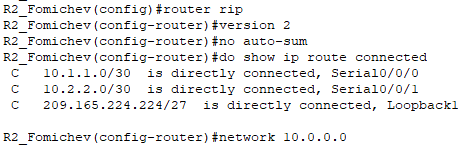 R2_Fomichev(config)#router rip
R2_Fomichev(config-router)#version 2
R2_Fomichev(config-router)#no auto-sum
R2_Fomichev(config-router)#do show ip route connected
C   10.1.1.0/30  is directly connected, Serial0/0/0
C   10.2.2.0/30  is directly connected, Serial0/0/1
C   209.165.224.224/27  is directly connected, Loopback1
R2_Fomichev(config-router)#network 10.0.0.0